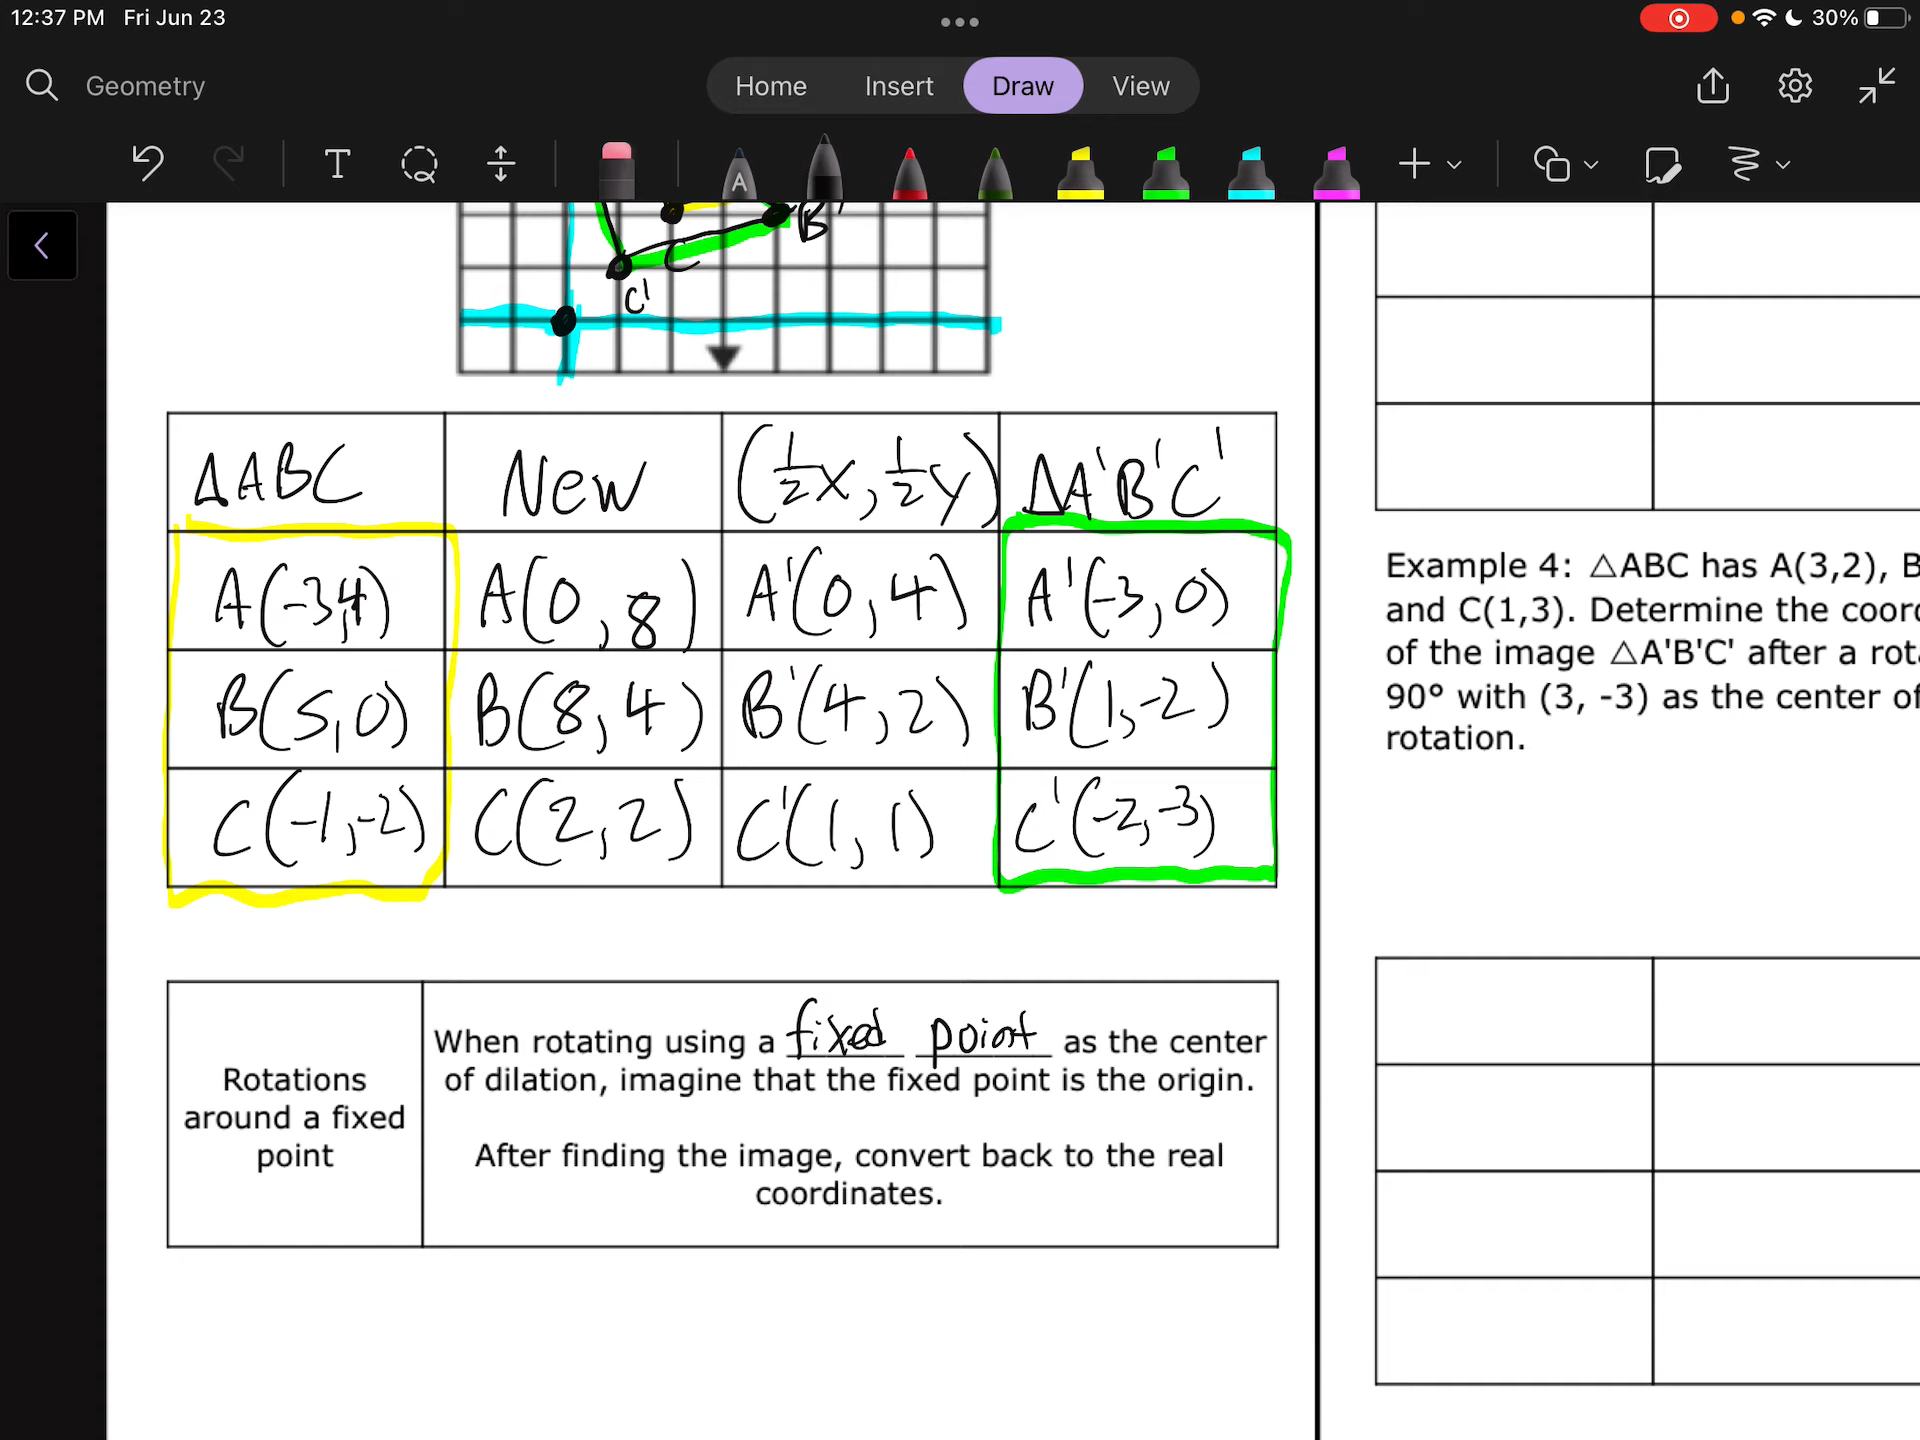 12:37 PM Fri Jun 23
30%
Geometry
Home Insert Draw View
T
A
B'
C
C'
ΔABC New (1/2x, 1/2y) ΔA'B'C'
A(-3,4) A(0,8) A'(0,4) A'(-3,0)
B(5,0) B(8,4) B'(4,2) B'(1,-2)
C(-1,-2) C(2,2) C'(1,1) C'(-2,-3)
Rotations
around a fixed
point
When rotating using a fixed point as the center
of dilation, imagine that the fixed point is the origin.
After finding the image, convert back to the real
coordinates.
Example 4: △ABC has A(3,2), B
and C(1,3). Determine the coor
of the image △A'B'C' after a rot
90° with (3, -3) as the center of
rotation.